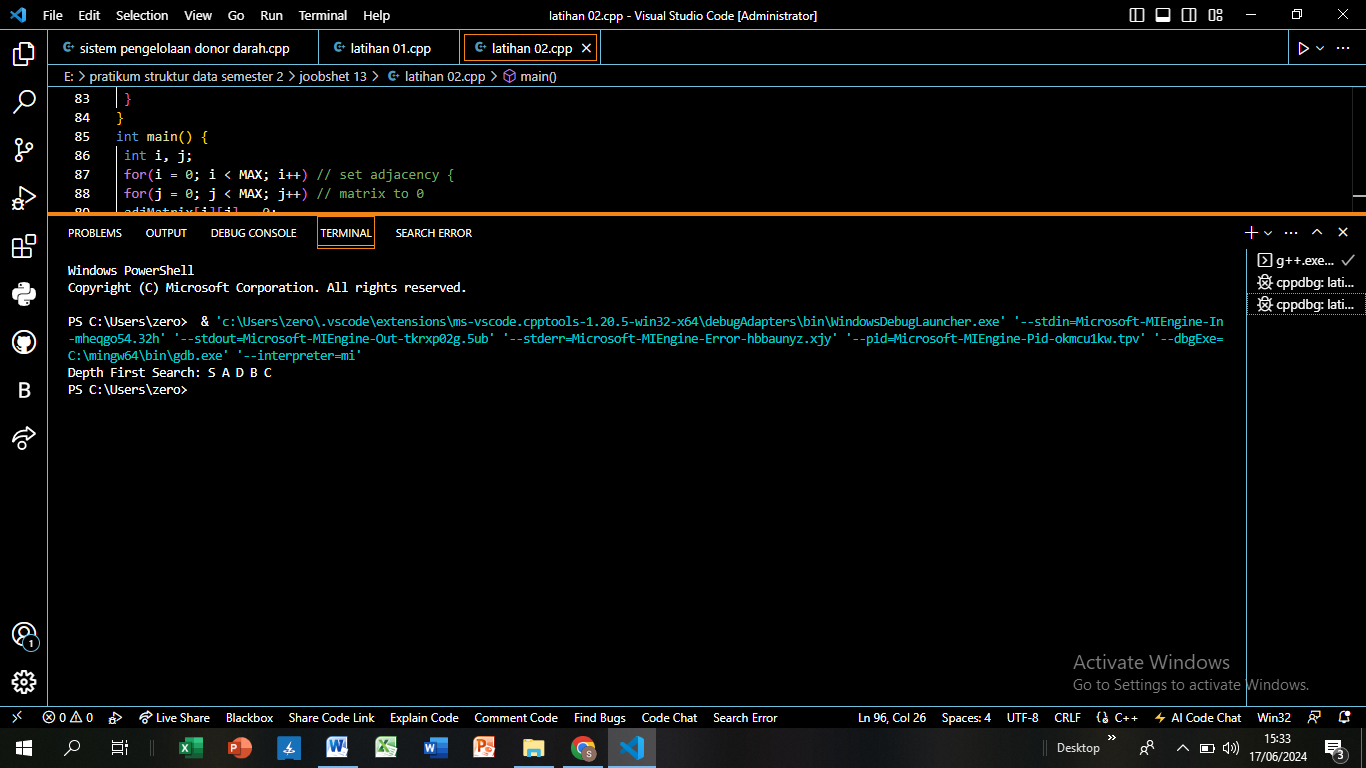 File Edit Selection View Go Run Terminal Help latihan 02.cpp - Visual Studio Code [Administrator]
sistem pengelolaan donor darah.cpp latihan 01.cpp latihan 02.cpp
E: > pratikum struktur data semester 2 > joobshet 13 > latihan 02.cpp > main()
83 }
84 }
85 int main() {
86 int i, j;
87 for(i = 0; i < MAX; i++) // set adjacency {
88 for(j = 0; j < MAX; j++) // matrix to 0
89 adjMatrix[i][j] = 0;
PROBLEMS OUTPUT DEBUG CONSOLE TERMINAL SEARCH ERROR
g++.exe...
cppdbg: lati...
cppdbg: lati...
Windows PowerShell
Copyright (C) Microsoft Corporation. All rights reserved.
PS C:\Users\zero>  & 'c:\Users\zero\.vscode\extensions\ms-vscode.cpptools-1.20.5-win32-x64\debugAdapters\bin\WindowsDebugLauncher.exe' '--stdin=Microsoft-MIEngine-In
-mheqgo54.32h' '--stdout=Microsoft-MIEngine-Out-tkrxp02g.5ub' '--stderr=Microsoft-MIEngine-Error-hbbaunyz.xjy' '--pid=Microsoft-MIEngine-Pid-okmcu1kw.tpv' '--dbgExe=
C:\mingw64\bin\gdb.exe' '--interpreter=mi'
Depth First Search: S A D B C
PS C:\Users\zero>
B
1
Activate Windows
Go to Settings to activate Windows.
0 0 Live Share Blackbox Share Code Link Explain Code Comment Code Find Bugs Code Chat Search Error Ln 96, Col 26 Spaces: 4 UTF-8 CRLF {} C++ AI Code Chat Win32
Desktop 15:33
17/06/2024
3